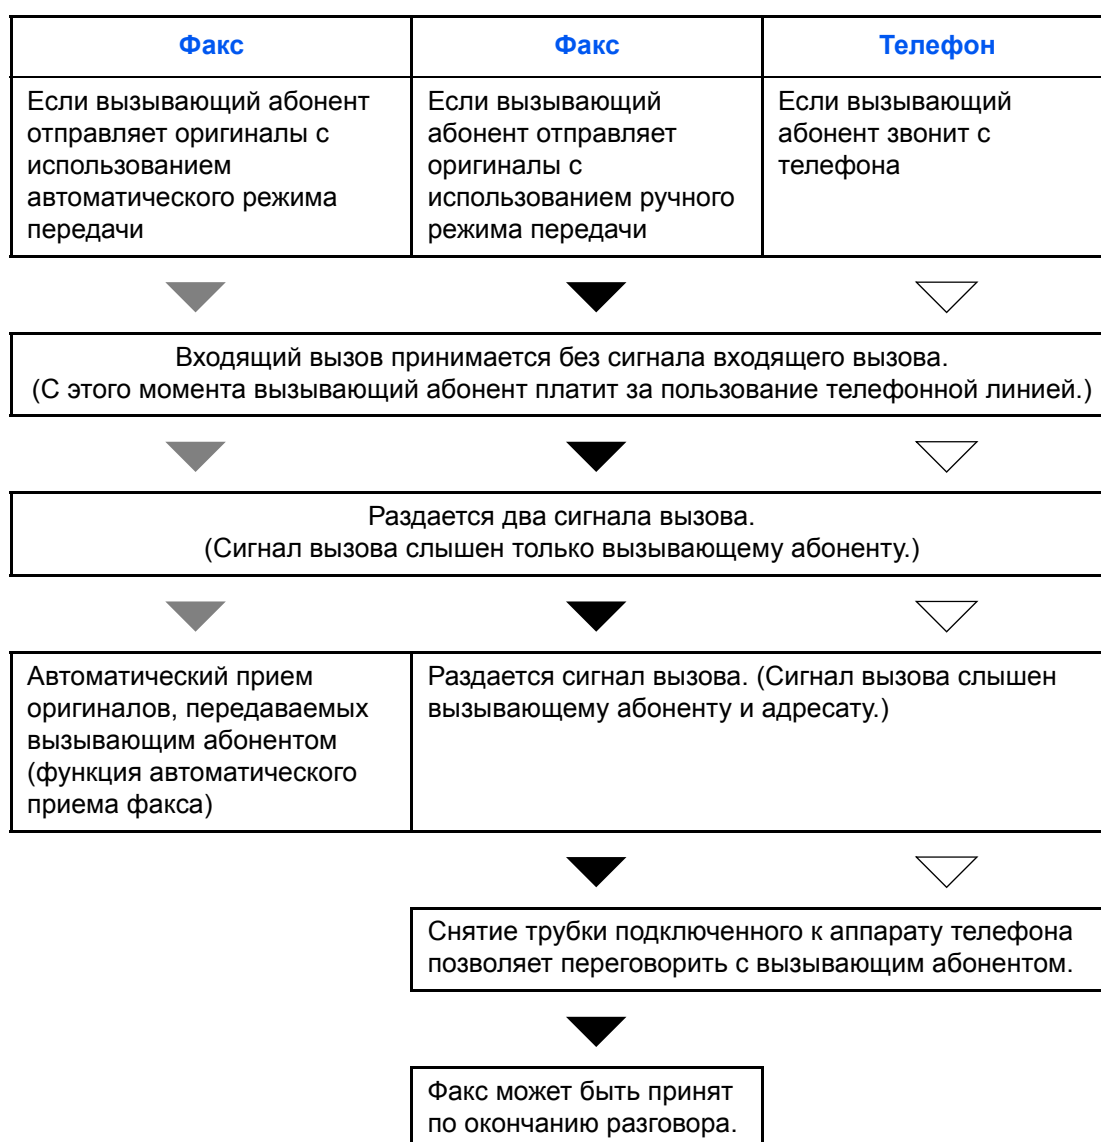 Факс
Факс
Телефон
Если вызывающий абонент
отправляет оригиналы с
использованием
автоматического режима
передачи
Если вызывающий
абонент отправляет
оригиналы с
использованием ручного
режима передачи
Если вызывающий
абонент звонит с
телефона
Входящий вызов принимается без сигнала входящего вызова.
(С этого момента вызывающий абонент платит за пользование телефонной линией.)
Раздается два сигнала вызова.
(Сигнал вызова слышен только вызывающему абоненту.)
Автоматический прием
оригиналов, передаваемых
вызывающим абонентом
(функция автоматического
приема факса)
Раздается сигнал вызова. (Сигнал вызова слышен
вызывающему абоненту и адресату.)
Снятие трубки подключенного к аппарату телефона
позволяет переговорить с вызывающим абонентом.
Факс может быть принят
по окончанию разговора.